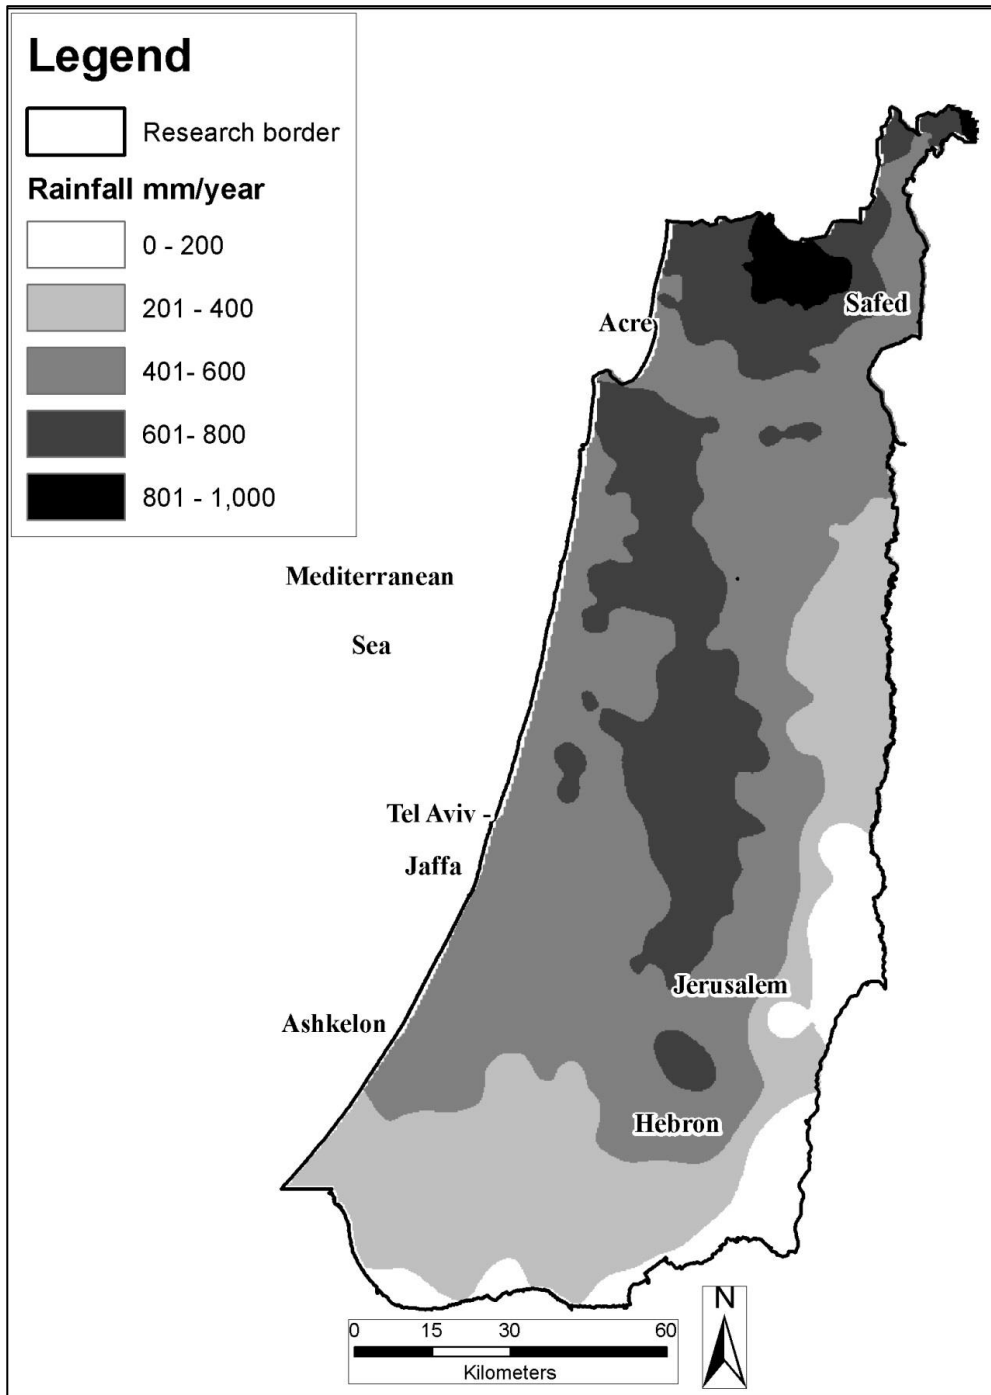 Legend
Research border
Rainfall mm/year
0 - 200
201 - 400
401- 600
601- 800
801 - 1,000
Safed
Acre
Mediterranean
Sea
Tel Aviv -
Jaffa
Jerusalem
Ashkelon
Hebron
N
0 15 30 60
Kilometers